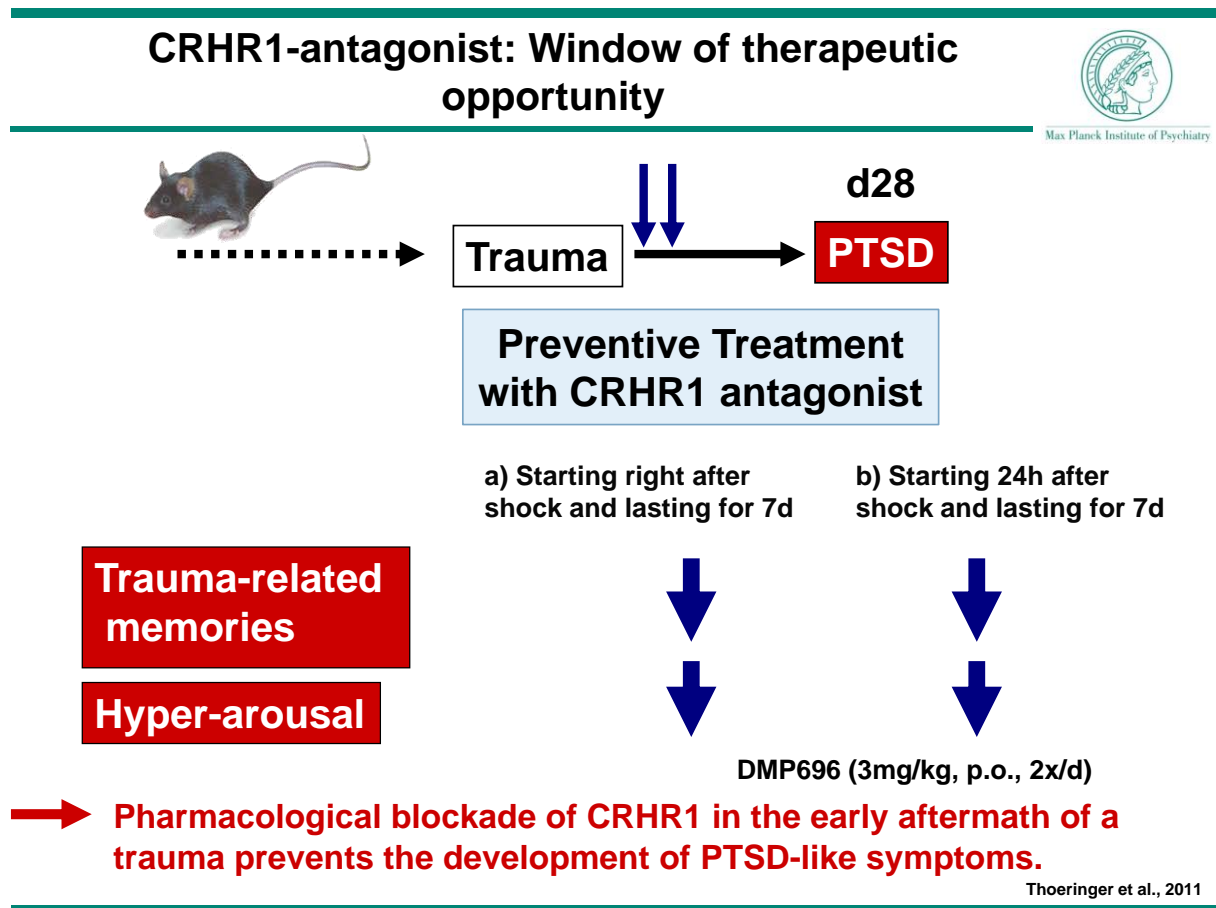 CRHR1-antagonist: Window of therapeutic
opportunity
Max Planck Institute of Psychiatry
d28
Trauma
PTSD
Preventive Treatment
with CRHR1 antagonist
a) Starting right after
shock and lasting for 7d
b) Starting 24h after
shock and lasting for 7d
Trauma-related
memories
Hyper-arousal
DMP696 (3mg/kg, p.o., 2x/d)
Pharmacological blockade of CRHR1 in the early aftermath of a
trauma prevents the development of PTSD-like symptoms.
Thoeringer et al., 2011